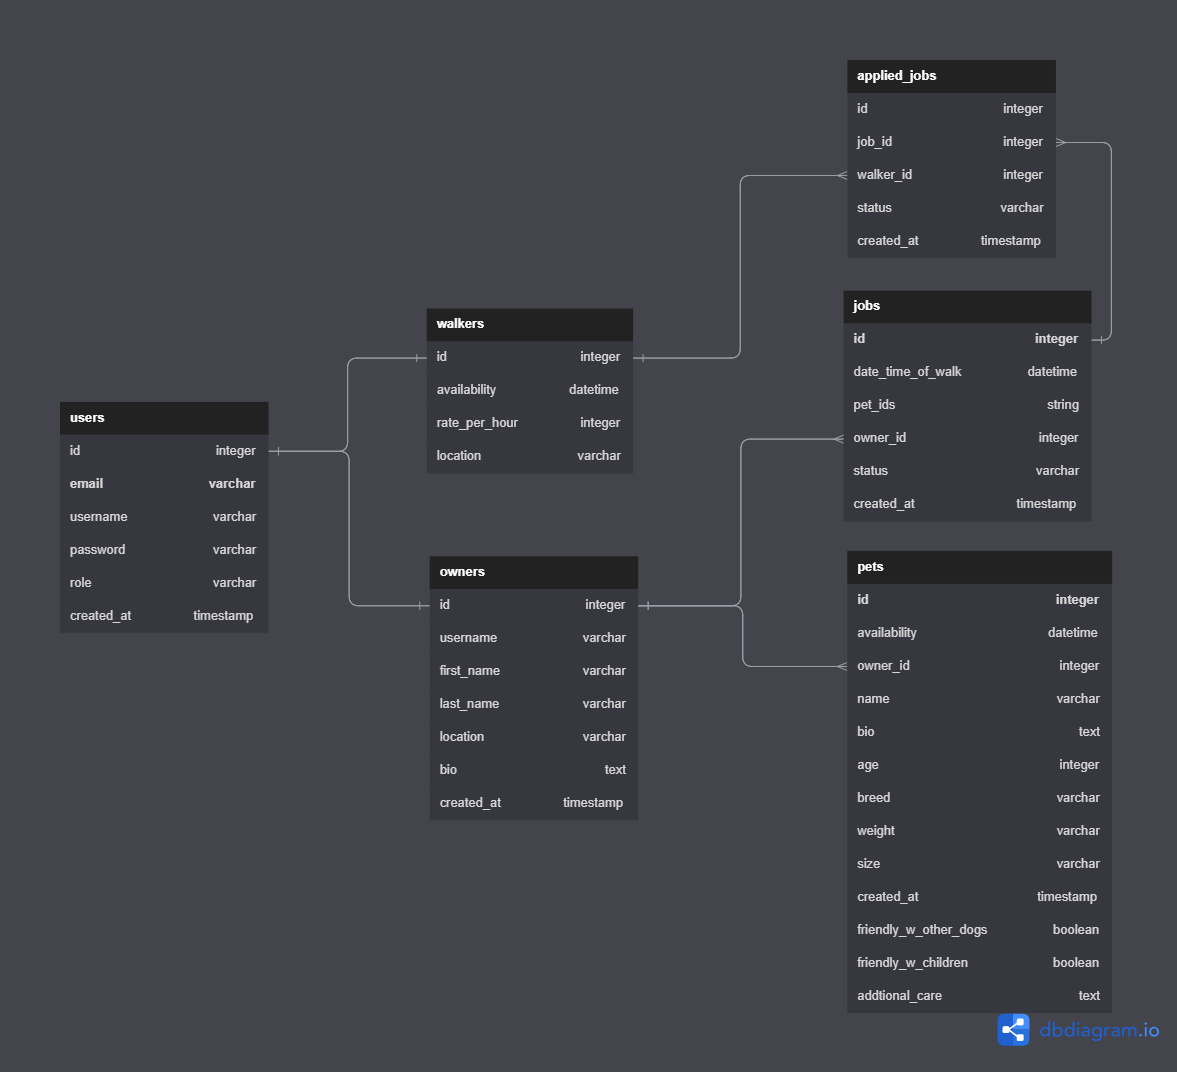 applied_jobs
id integer
job_id integer
walker_id integer
status varchar
created_at timestamp
jobs
id integer
date_time_of_walk datetime
pet_ids string
owner_id integer
status varchar
created_at timestamp
walkers
id integer
availability datetime
rate_per_hour integer
location varchar
users
id integer
email varchar
username varchar
password varchar
role varchar
created_at timestamp
owners
id integer
username varchar
first_name varchar
last_name varchar
location varchar
bio text
created_at timestamp
pets
id integer
availability datetime
owner_id integer
name varchar
bio text
age integer
breed varchar
weight varchar
size varchar
created_at timestamp
friendly_w_other_dogs boolean
friendly_w_children boolean
addtional_care text
dbdiagram.io